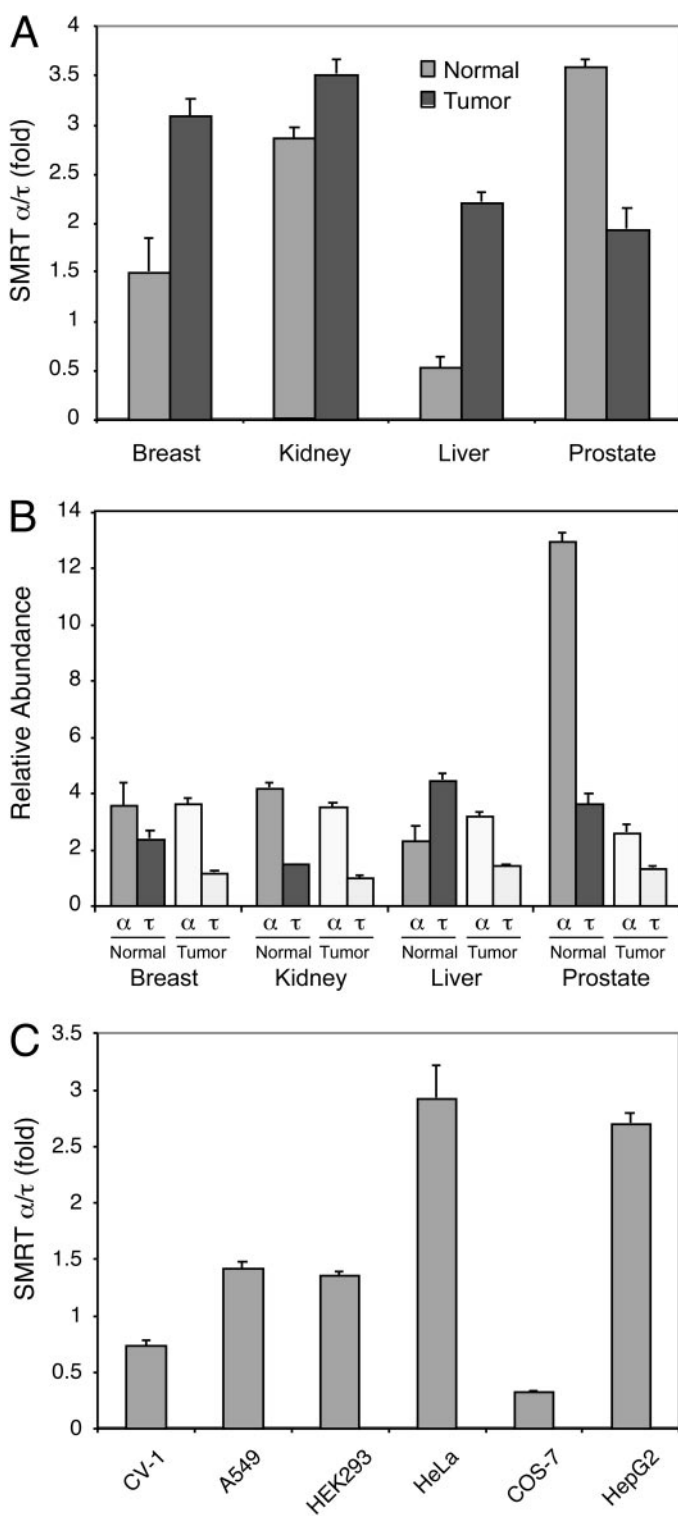 A
SMRT α/τ (fold)
4
3.5
3
2.5
2
1.5
1
0.5
0
Normal
Tumor
Breast Kidney Liver Prostate
B
Relative Abundance
14
12
10
8
6
4
2
0
α τ α τ α τ α τ α τ α τ α τ α τ
Normal Tumor Normal Tumor Normal Tumor Normal Tumor
Breast Kidney Liver Prostate
C
SMRT α/τ (fold)
3.5
3
2.5
2
1.5
1
0.5
0
CV-1 A549 HEK293 HeLa COS-7 HepG2